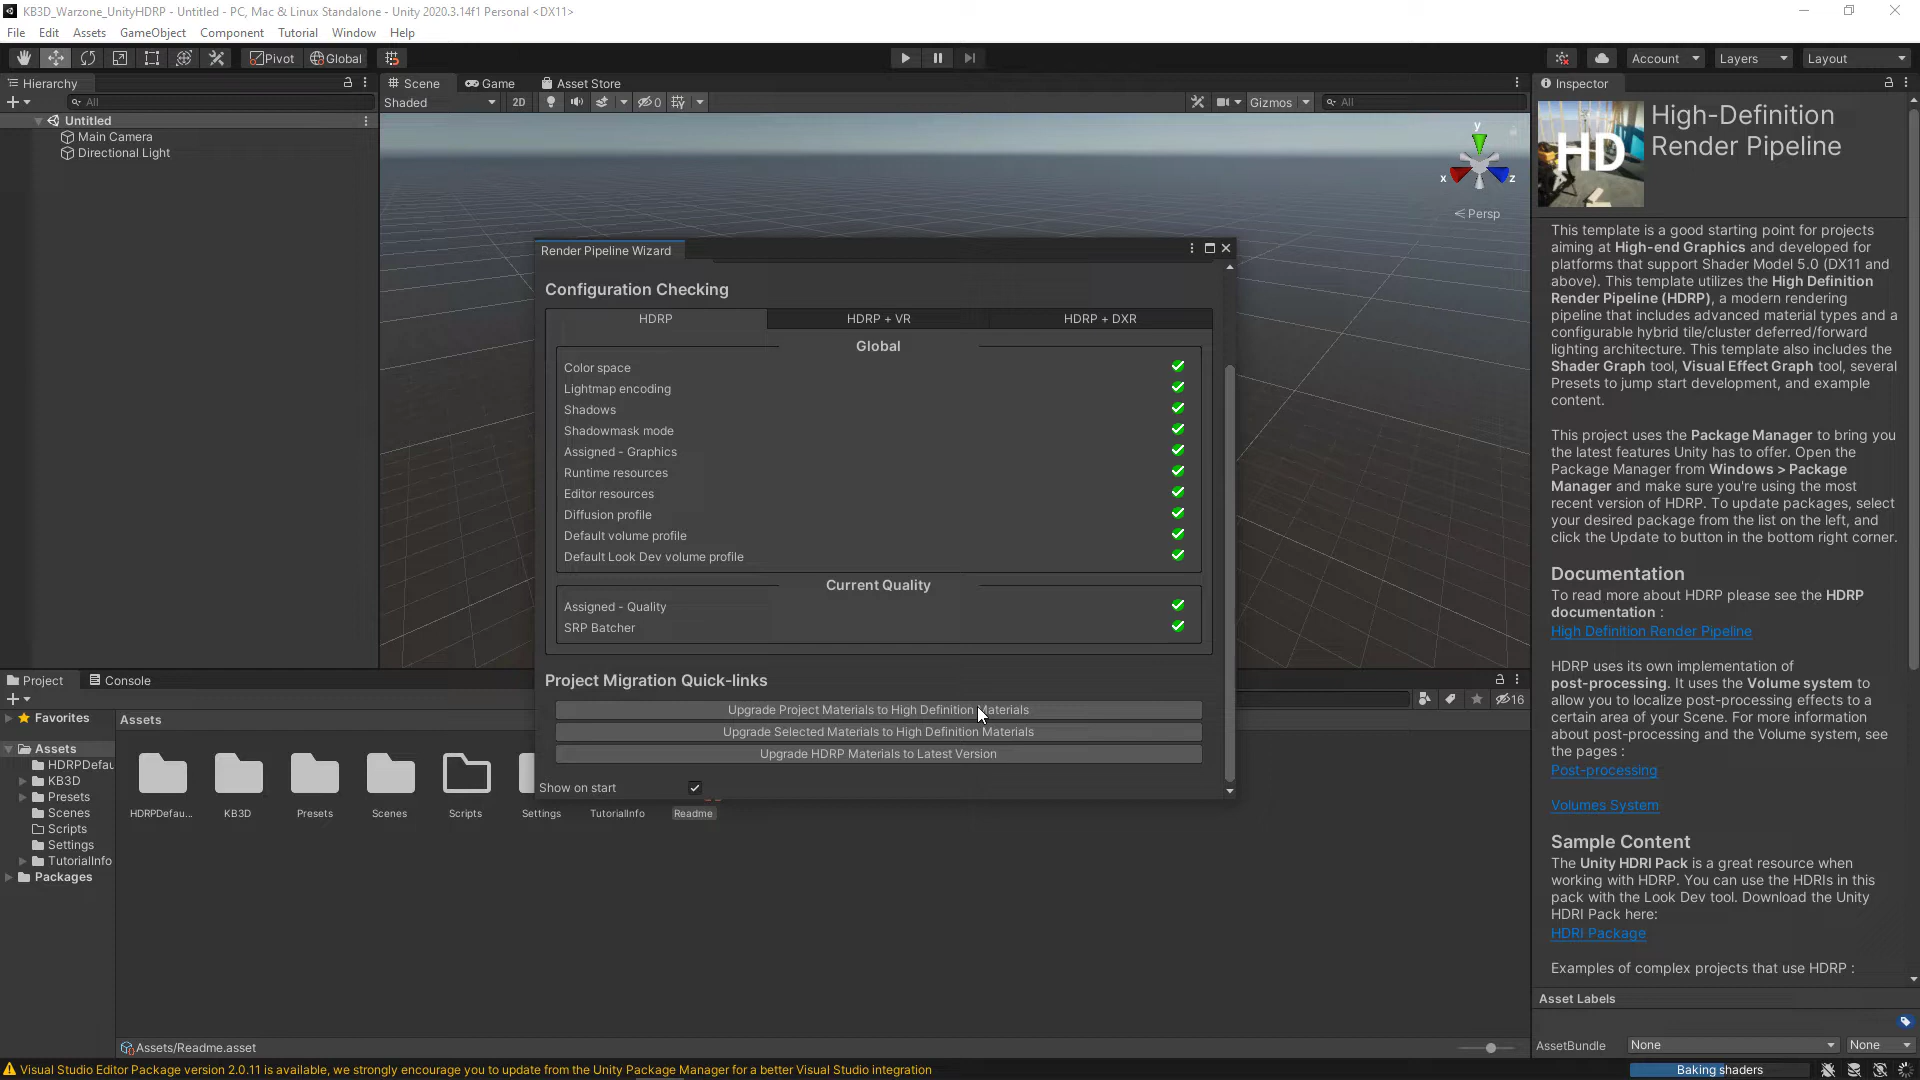 KB3D_Warzone_UnityHDRP - Untitled - PC, Mac & Linux Standalone - Unity 2020.3.14f1 Personal <DX11>
File Edit Assets GameObject Component Tutorial Window Help
Pivot Global Account Layers Layout
Hierarchy
All
Untitled
Main Camera
Directional Light
Scene Game Asset Store
Shaded 2D 0 Gizmos All
y
x z
Persp
Render Pipeline Wizard
Configuration Checking
HDRP HDRP + VR HDRP + DXR
Global
Color space
Lightmap encoding
Shadows
Shadowmask mode
Assigned - Graphics
Runtime resources
Editor resources
Diffusion profile
Default volume profile
Default Look Dev volume profile
Current Quality
Assigned - Quality
SRP Batcher
Project Migration Quick-links
Upgrade Project Materials to High Definition Materials
Upgrade Selected Materials to High Definition Materials
Upgrade HDRP Materials to Latest Version
Show on start
Project Console
16
Favorites
Assets
HDRPDefau
KB3D
Presets
Scenes
Scripts
Settings
TutorialInfo
Packages
Assets
HDRPDefau... KB3D Presets Scenes Scripts Settings TutorialInfo Readme
Assets/Readme.asset
Inspector
HD
High-Definition
Render Pipeline
This template is a good starting point for projects
aiming at High-end Graphics and developed for
platforms that support Shader Model 5.0 (DX11 and
above). This template utilizes the High Definition
Render Pipeline (HDRP), a modern rendering
pipeline that includes advanced material types and a
configurable hybrid tile/cluster deferred/forward
lighting architecture. This template also includes the
Shader Graph tool, Visual Effect Graph tool, several
Presets to jump start development, and example
content.
This project uses the Package Manager to bring you
the latest features Unity has to offer. Open the
Package Manager from Windows > Package
Manager and make sure you're using the most
recent version of HDRP. To update packages, select
your desired package from the list on the left, and
click the Update to button in the bottom right corner.
Documentation
To read more about HDRP please see the HDRP
documentation :
High Definition Render Pipeline
HDRP uses its own implementation of
post-processing. It uses the Volume system to
allow you to localize post-processing effects to a
certain area of your Scene. For more information
about post-processing and the Volume system, see
the pages :
Post-processing
Volumes System
Sample Content
The Unity HDRI Pack is a great resource when
working with HDRP. You can use the HDRIs in this
pack with the Look Dev tool. Download the Unity
HDRI Pack here:
HDRI Package
Examples of complex projects that use HDRP :
Asset Labels
AssetBundle None None
Visual Studio Editor Package version 2.0.11 is available, we strongly encourage you to update from the Unity Package Manager for a better Visual Studio integration
Baking shaders